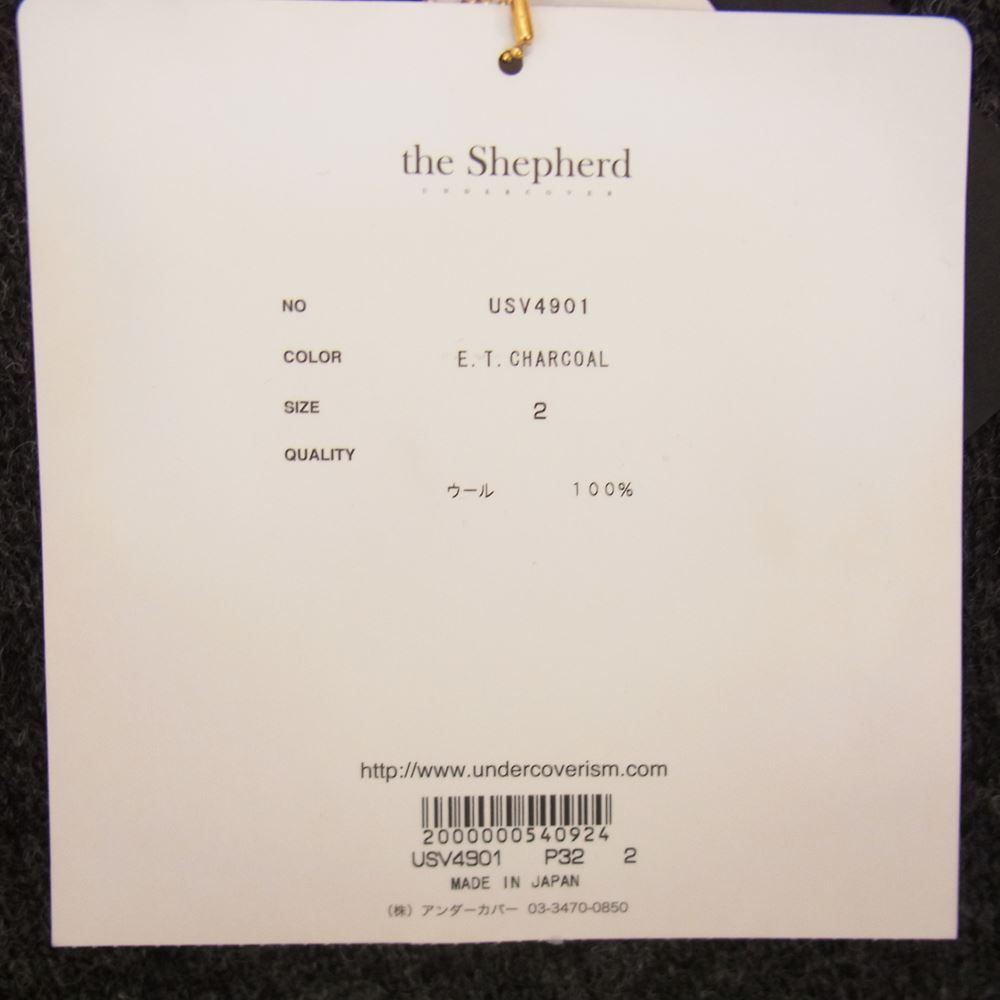 the Shepherd
UNDERCOVER
NO USV4901
COLOR E.T.CHARCOAL
SIZE 2
QUALITY
ウール 100%
http://www.undercoverism.com
2000000540924
USV4901 P32 2
MADE IN JAPAN
（株）アンダーカバー 03-3470-0850